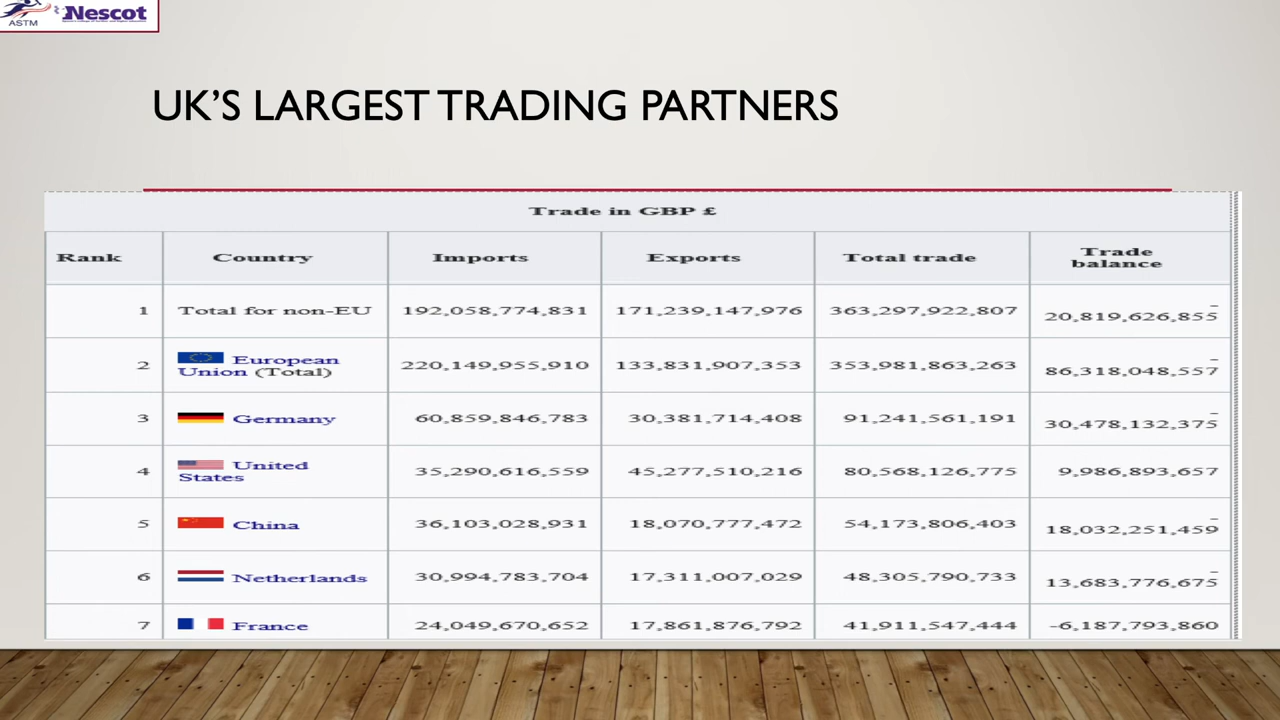 ASTM
Nescot
UK'S LARGEST TRADING PARTNERS
Trade in GBP £
Rank Country Imports Exports Total trade Trade balance
1 Total for non-EU 192,058,774,831 171,239,147,976 363,297,922,807 –20,819,626,855
2 European Union (Total) 220,149,955,910 133,831,907,353 353,981,863,263 –86,318,048,557
3 Germany 60,859,846,783 30,381,714,408 91,241,561,191 –30,478,132,375
4 United States 35,290,616,559 45,277,510,216 80,568,126,775 9,986,893,657
5 China 36,103,028,931 18,070,777,472 54,173,806,403 –18,032,251,459
6 Netherlands 30,994,783,704 17,311,007,029 48,305,790,733 –13,683,776,675
7 France 24,049,670,652 17,861,876,792 41,911,547,444 -6,187,793,860